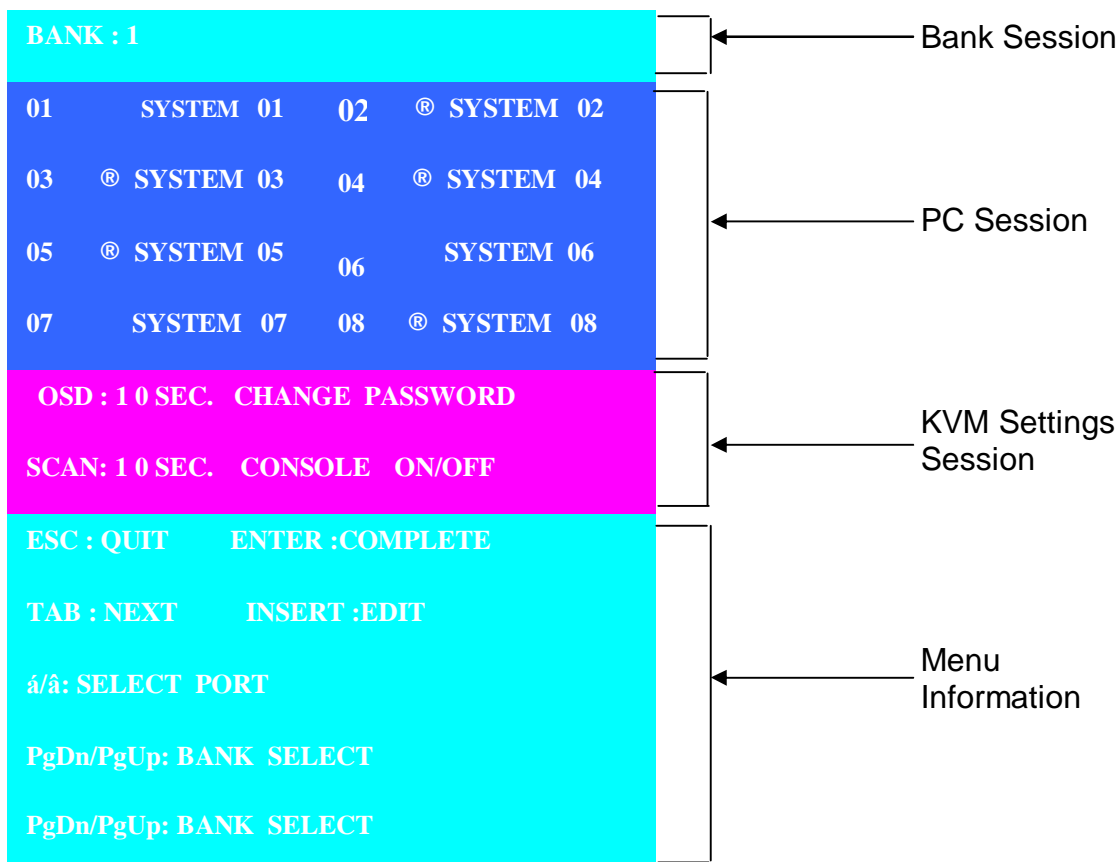 BANK : 1
Bank Session
01 SYSTEM 01 02 ® SYSTEM 02
03 ® SYSTEM 03 04 ® SYSTEM 04
05 ® SYSTEM 05 06 SYSTEM 06
07 SYSTEM 07 08 ® SYSTEM 08
PC Session
OSD : 1 0 SEC. CHANGE PASSWORD
SCAN: 1 0 SEC. CONSOLE ON/OFF
KVM Settings
Session
ESC : QUIT ENTER :COMPLETE
TAB : NEXT INSERT :EDIT
á/â: SELECT PORT
PgDn/PgUp: BANK SELECT
PgDn/PgUp: BANK SELECT
Menu
Information